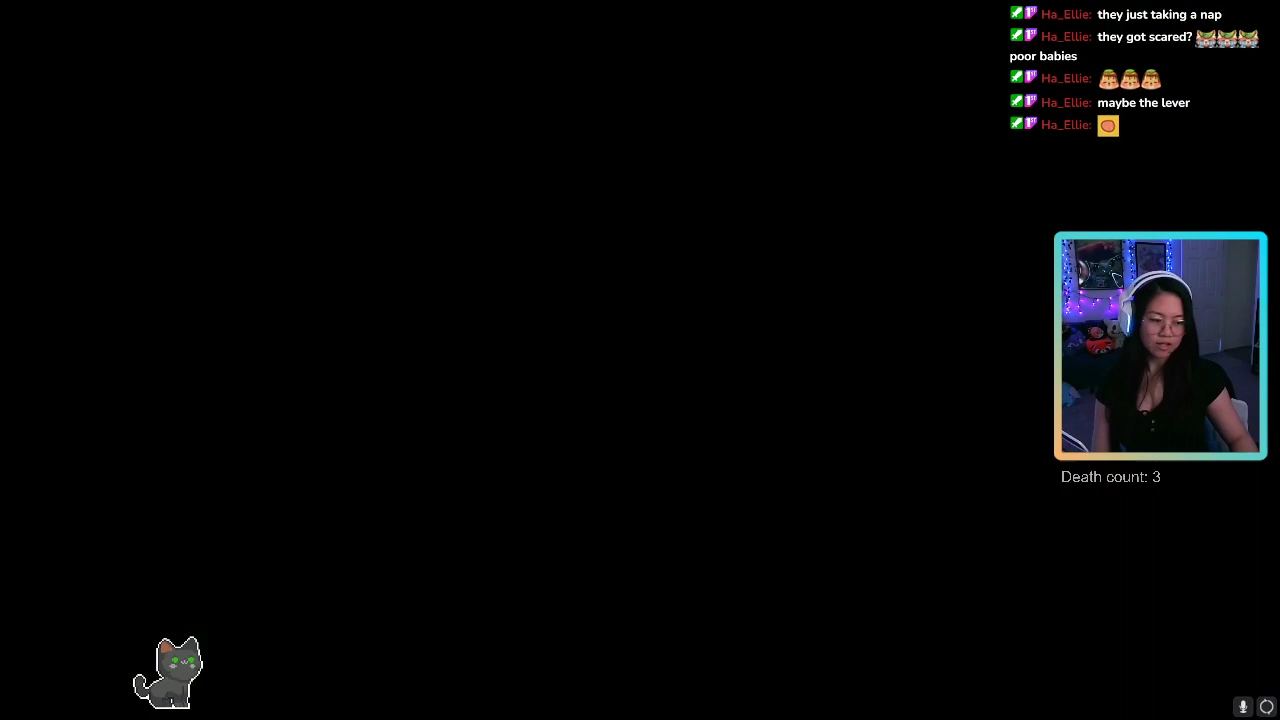 Ha_Ellie: they just taking a nap
Ha_Ellie: they got scared?
poor babies
Ha_Ellie:
Ha_Ellie: maybe the lever
Ha_Ellie:
Death count: 3